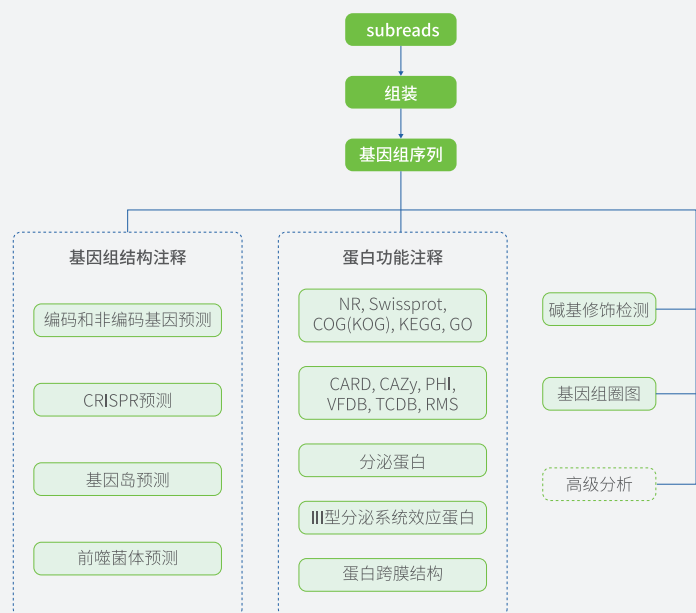 subreads
组装
基因组序列
基因组结构注释
编码和非编码基因预测
CRISPR预测
基因岛预测
前噬菌体预测
蛋白功能注释
NR, Swissprot,
COG(KOG), KEGG, GO
CARD, CAZy, PHI,
VFDB, TCDB, RMS
分泌蛋白
III型分泌系统效应蛋白
蛋白跨膜结构
碱基修饰检测
基因组圈图
高级分析